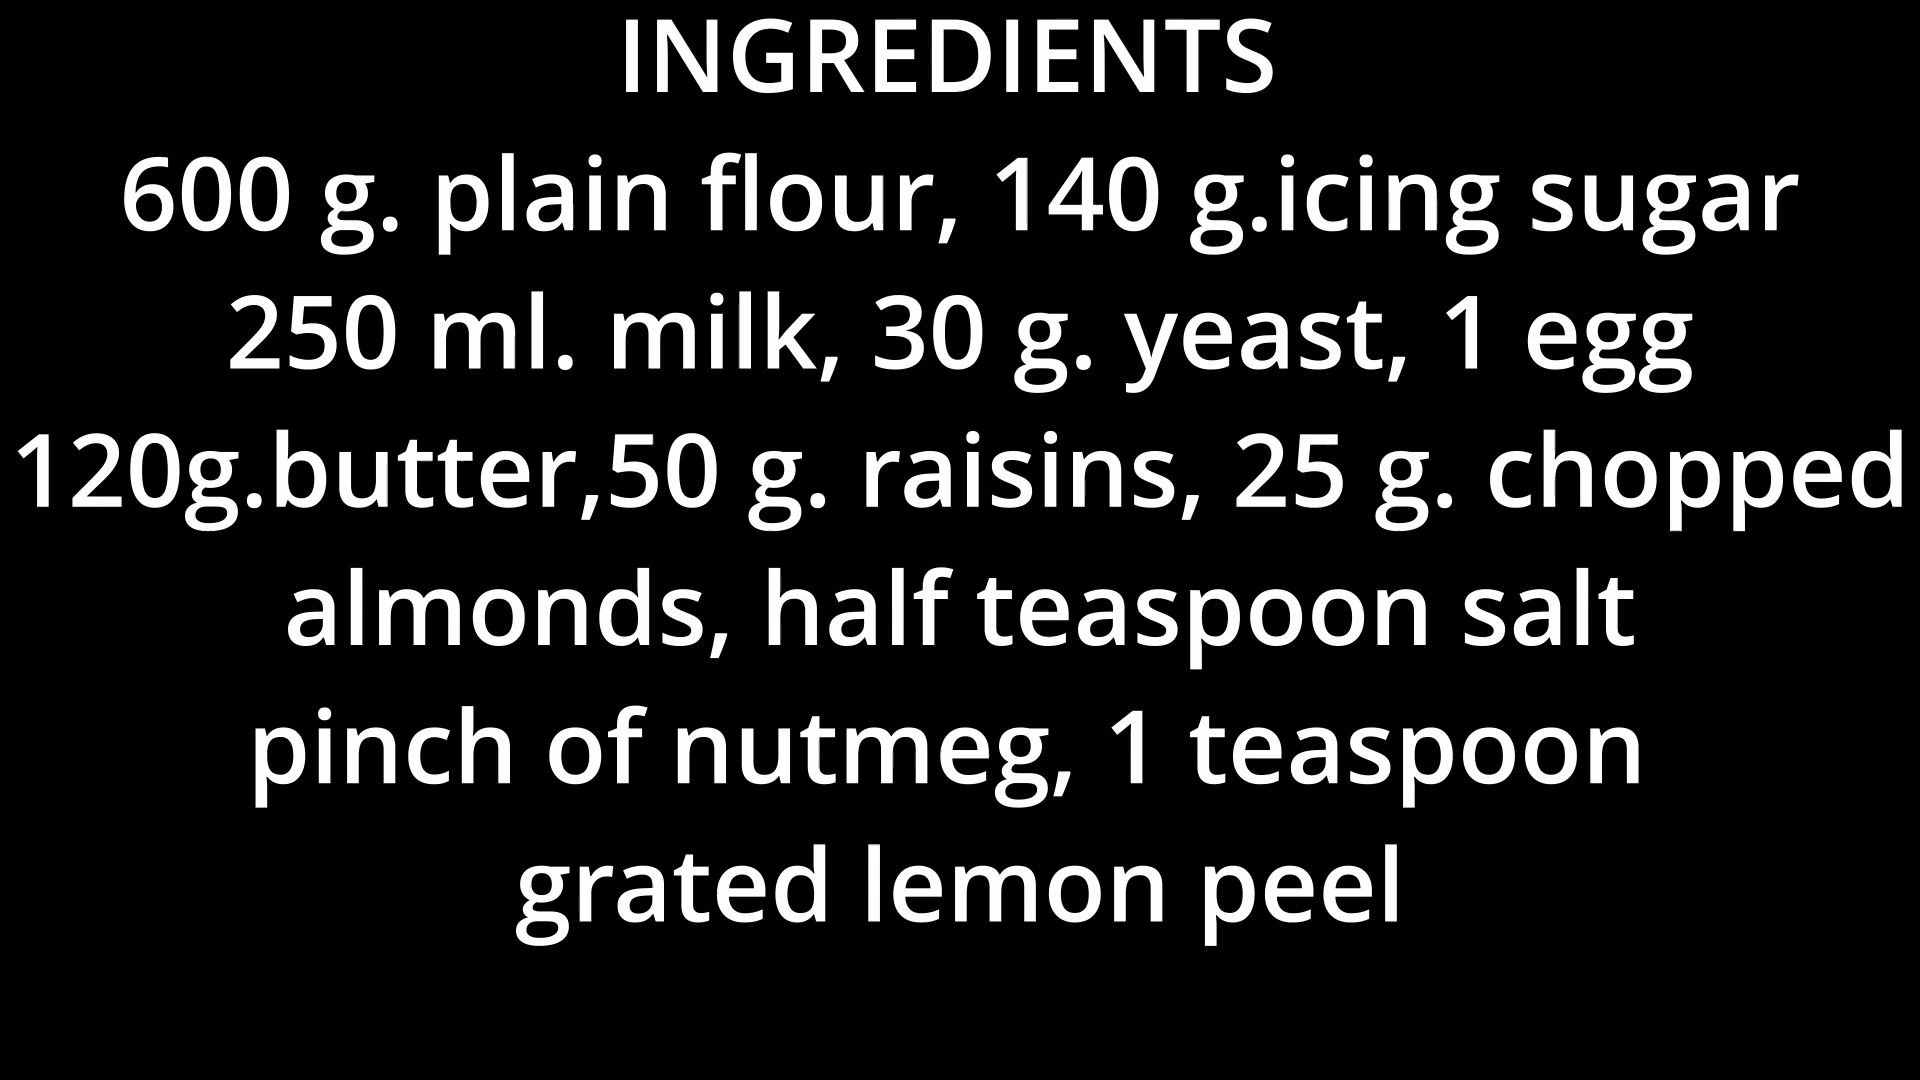 INGREDIENTS
600 g. plain flour, 140 g.icing sugar
250 ml. milk, 30 g. yeast, 1 egg
120g.butter,50 g. raisins, 25 g. chopped
almonds, half teaspoon salt
pinch of nutmeg, 1 teaspoon
grated lemon peel